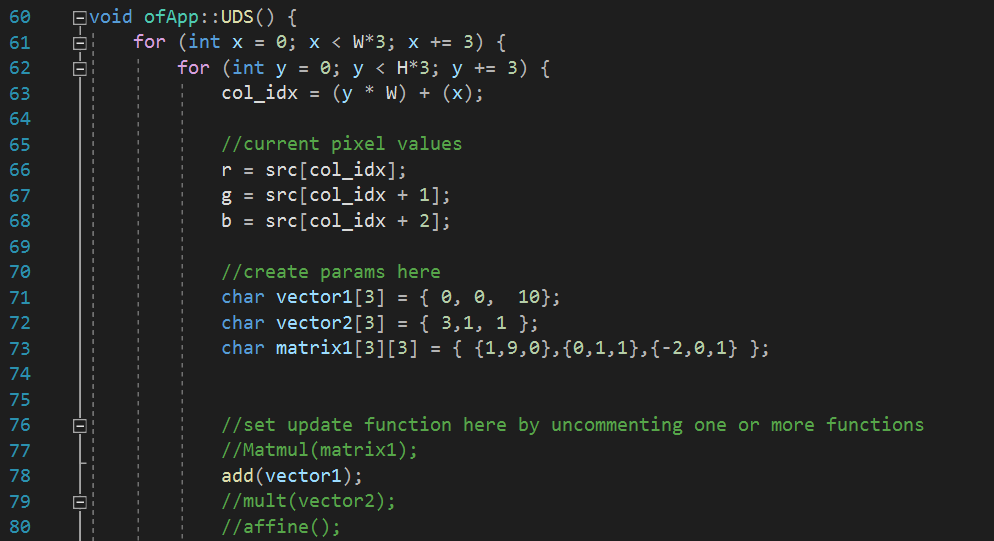 60 void ofApp::UDS() {
61     for (int x = 0; x < W*3; x += 3) {
62         for (int y = 0; y < H*3; y += 3) {
63             col_idx = (y * W) + (x);
64
65             //current pixel values
66             r = src[col_idx];
67             g = src[col_idx + 1];
68             b = src[col_idx + 2];
69
70             //create params here
71             char vector1[3] = { 0, 0,  10};
72             char vector2[3] = { 3,1, 1 };
73             char matrix1[3][3] = { {1,9,0},{0,1,1},{-2,0,1} };
74
75
76             //set update function here by uncommenting one or more functions
77             //Matmul(matrix1);
78             add(vector1);
79             //mult(vector2);
80             //affine();